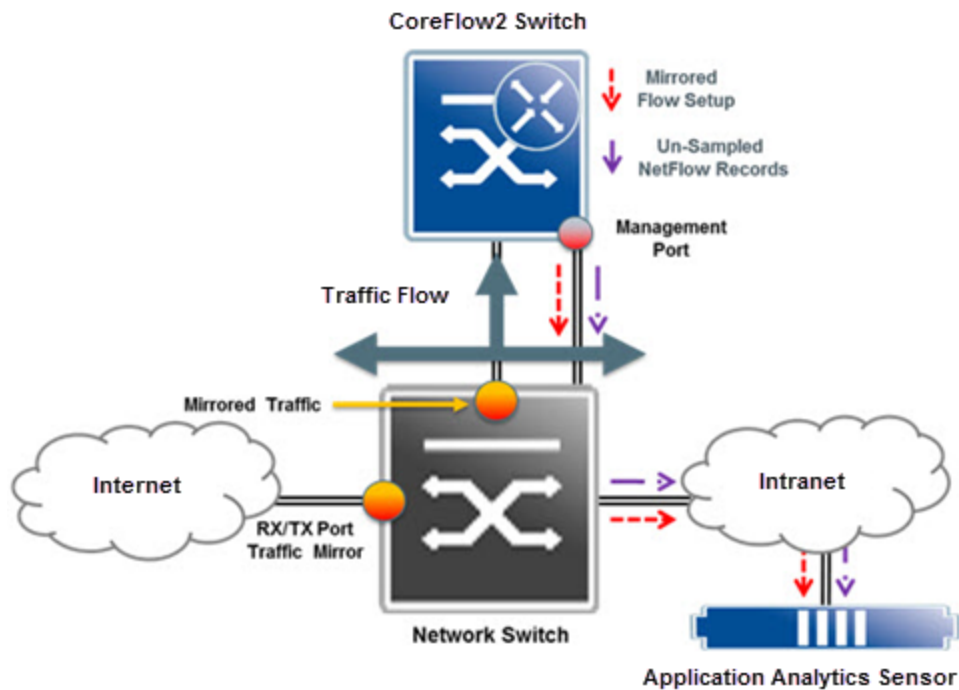 CoreFlow2 Switch
Mirrored
Flow Setup
Un-Sampled
NetFlow Records
Management
Port
Traffic Flow
Mirrored Traffic
Internet
RX/TX Port
Traffic Mirror
Intranet
Network Switch
Application Analytics Sensor